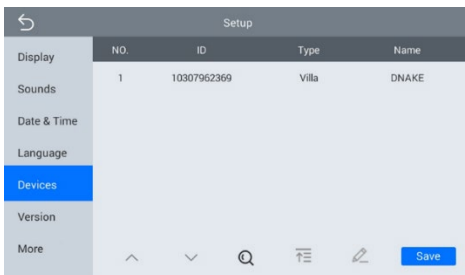 Setup
Display
Sounds
Date & Time
Language
Devices
Version
More
NO. ID Type Name
1 10307962369 Villa DNAKE
Save